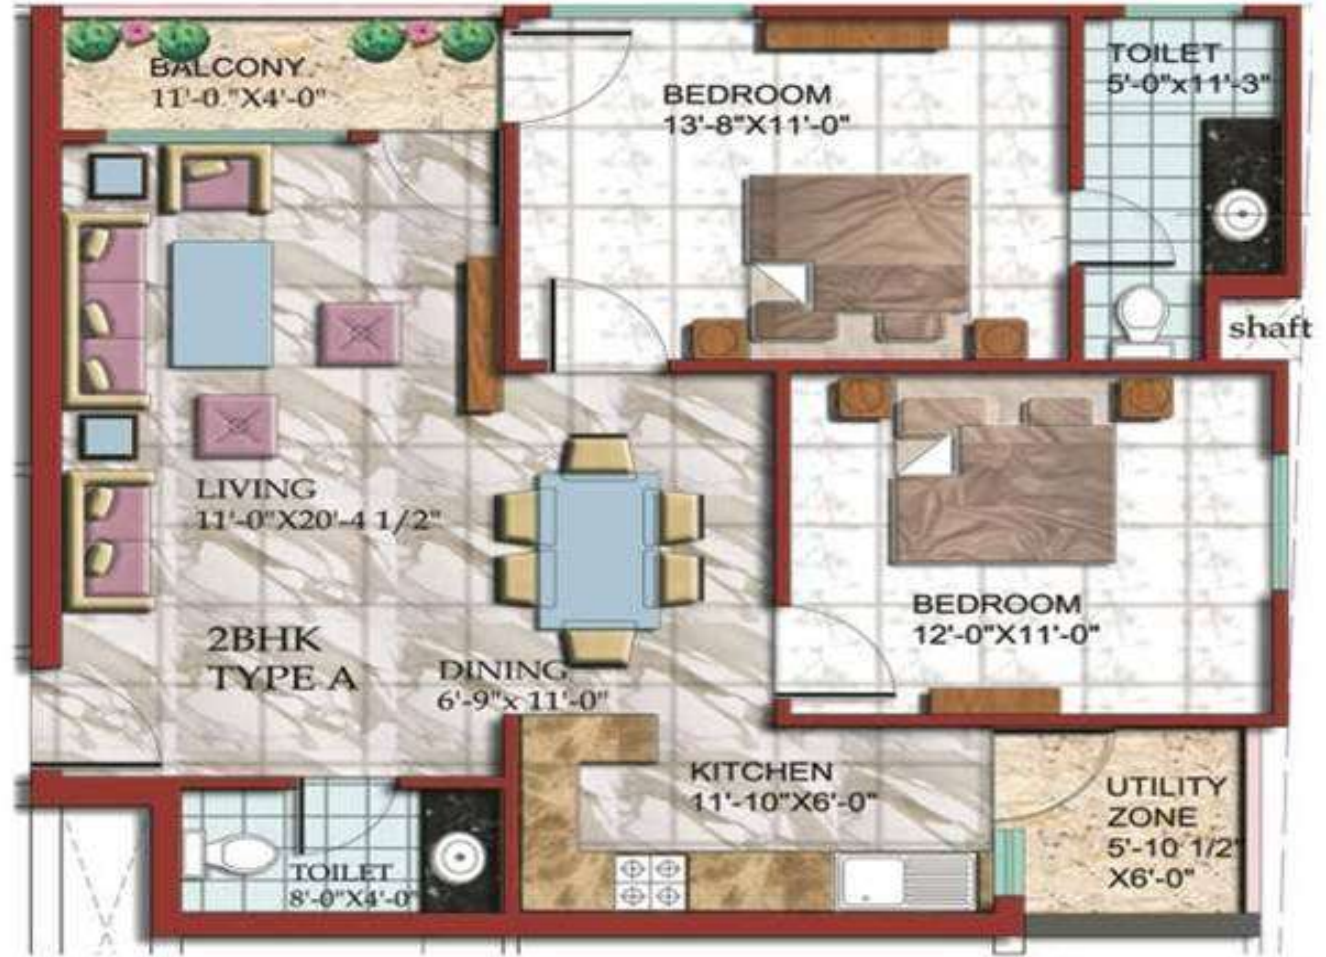 BALCONY
11'-0."X4'-0"
BEDROOM
13'-8"X11'-0"
TOILET
5'-0"x11'-3"
shaft
LIVING
11'-0"X20'-4 1/2"
2BHK
TYPE A
DINING
6'-9"x 11'-0"
BEDROOM
12'-0"X11'-0"
KITCHEN
11'-10"X6'-0"
UTILITY
ZONE
5'-10 1/2"
X6'-0"
TOILET
8'-0"X4'-0"